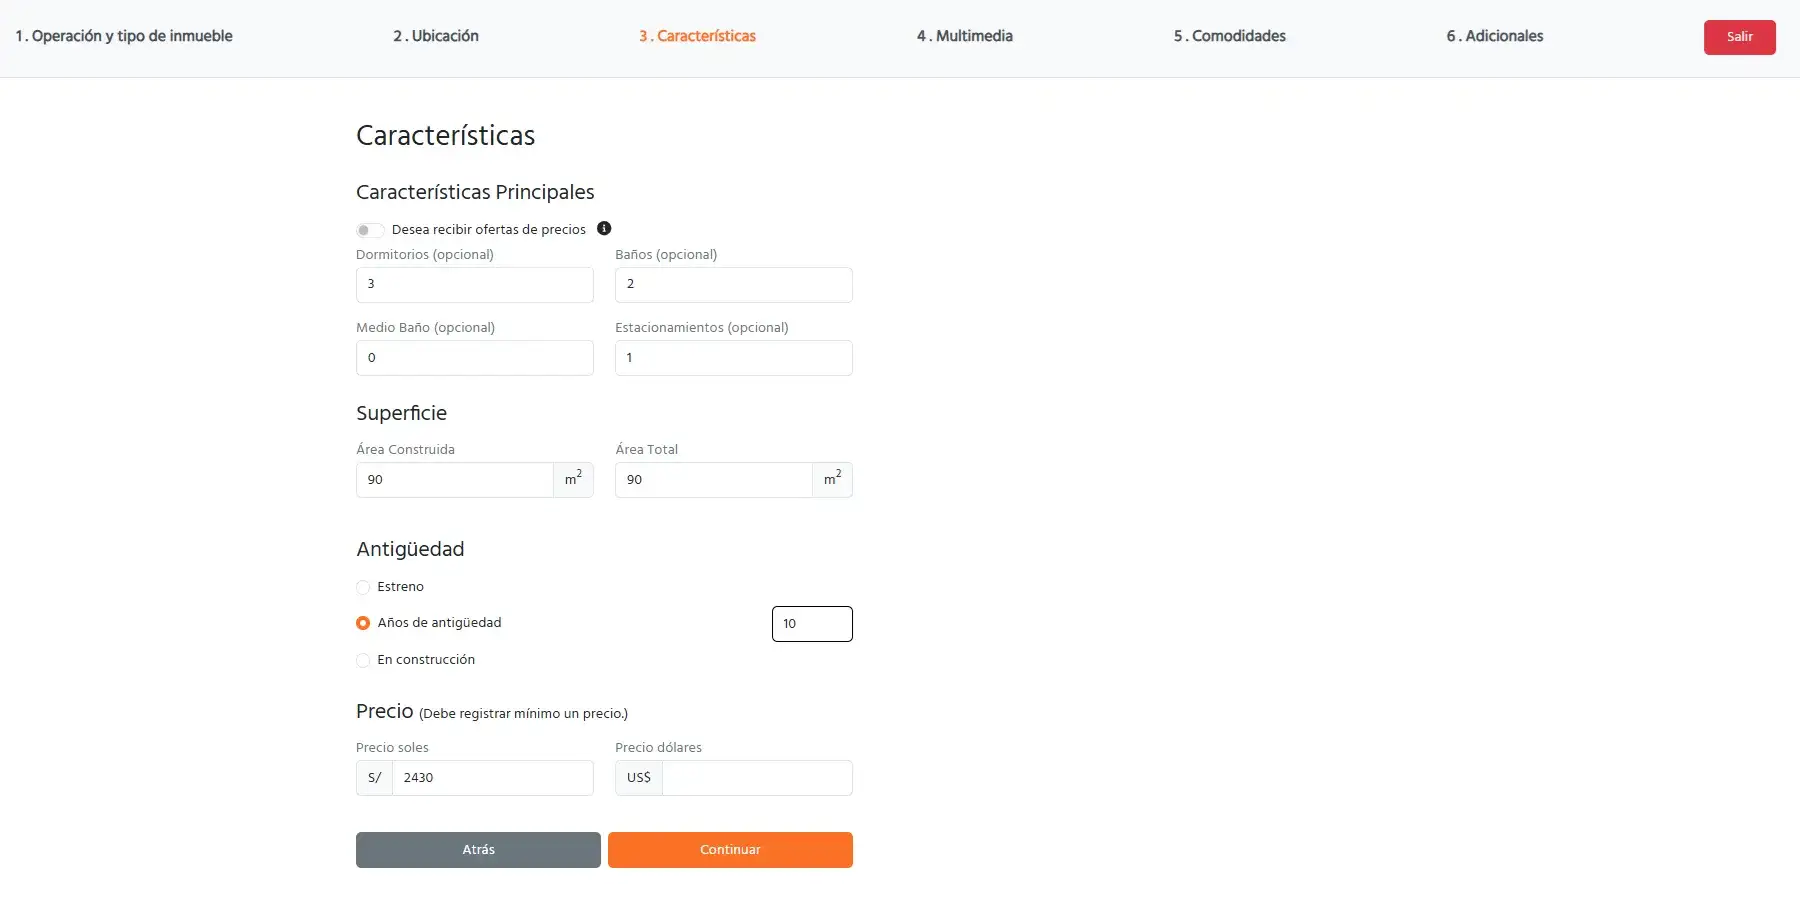 1 . Operación y tipo de inmueble 2 . Ubicación 3 . Características 4 . Multimedia 5 . Comodidades 6 . Adicionales Salir
Características
Características Principales
Desea recibir ofertas de precios
Dormitorios (opcional) Baños (opcional)
3 2
Medio Baño (opcional) Estacionamientos (opcional)
0 1
Superficie
Área Construida Área Total
90 m² 90 m²
Antigüedad
Estreno
Años de antigüedad 10
En construcción
Precio (Debe registrar mínimo un precio.)
Precio soles Precio dólares
S/ 2430 US$
Atrás Continuar